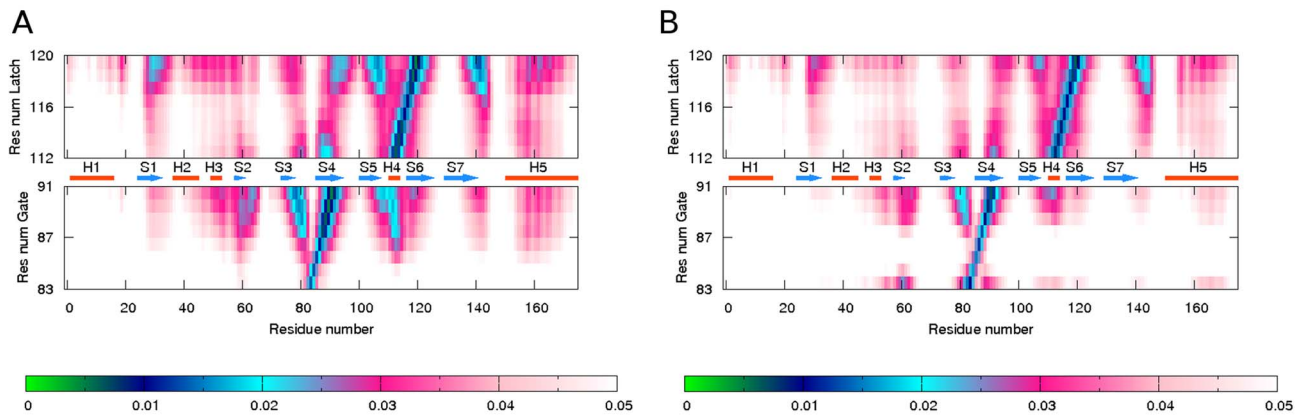 A
Res num Latch
120
116
112
H1 S1 H2 H3 S2 S3 S4 S5 H4 S6 S7 H5
Res num Gate
91
87
83
0 20 40 60 80 100 120 140 160
Residue number
0 0.01 0.02 0.03 0.04 0.05
B
Res num Latch
120
116
112
H1 S1 H2 H3 S2 S3 S4 S5 H4 S6 S7 H5
Res num Gate
91
87
83
0 20 40 60 80 100 120 140 160
Residue number
0 0.01 0.02 0.03 0.04 0.05